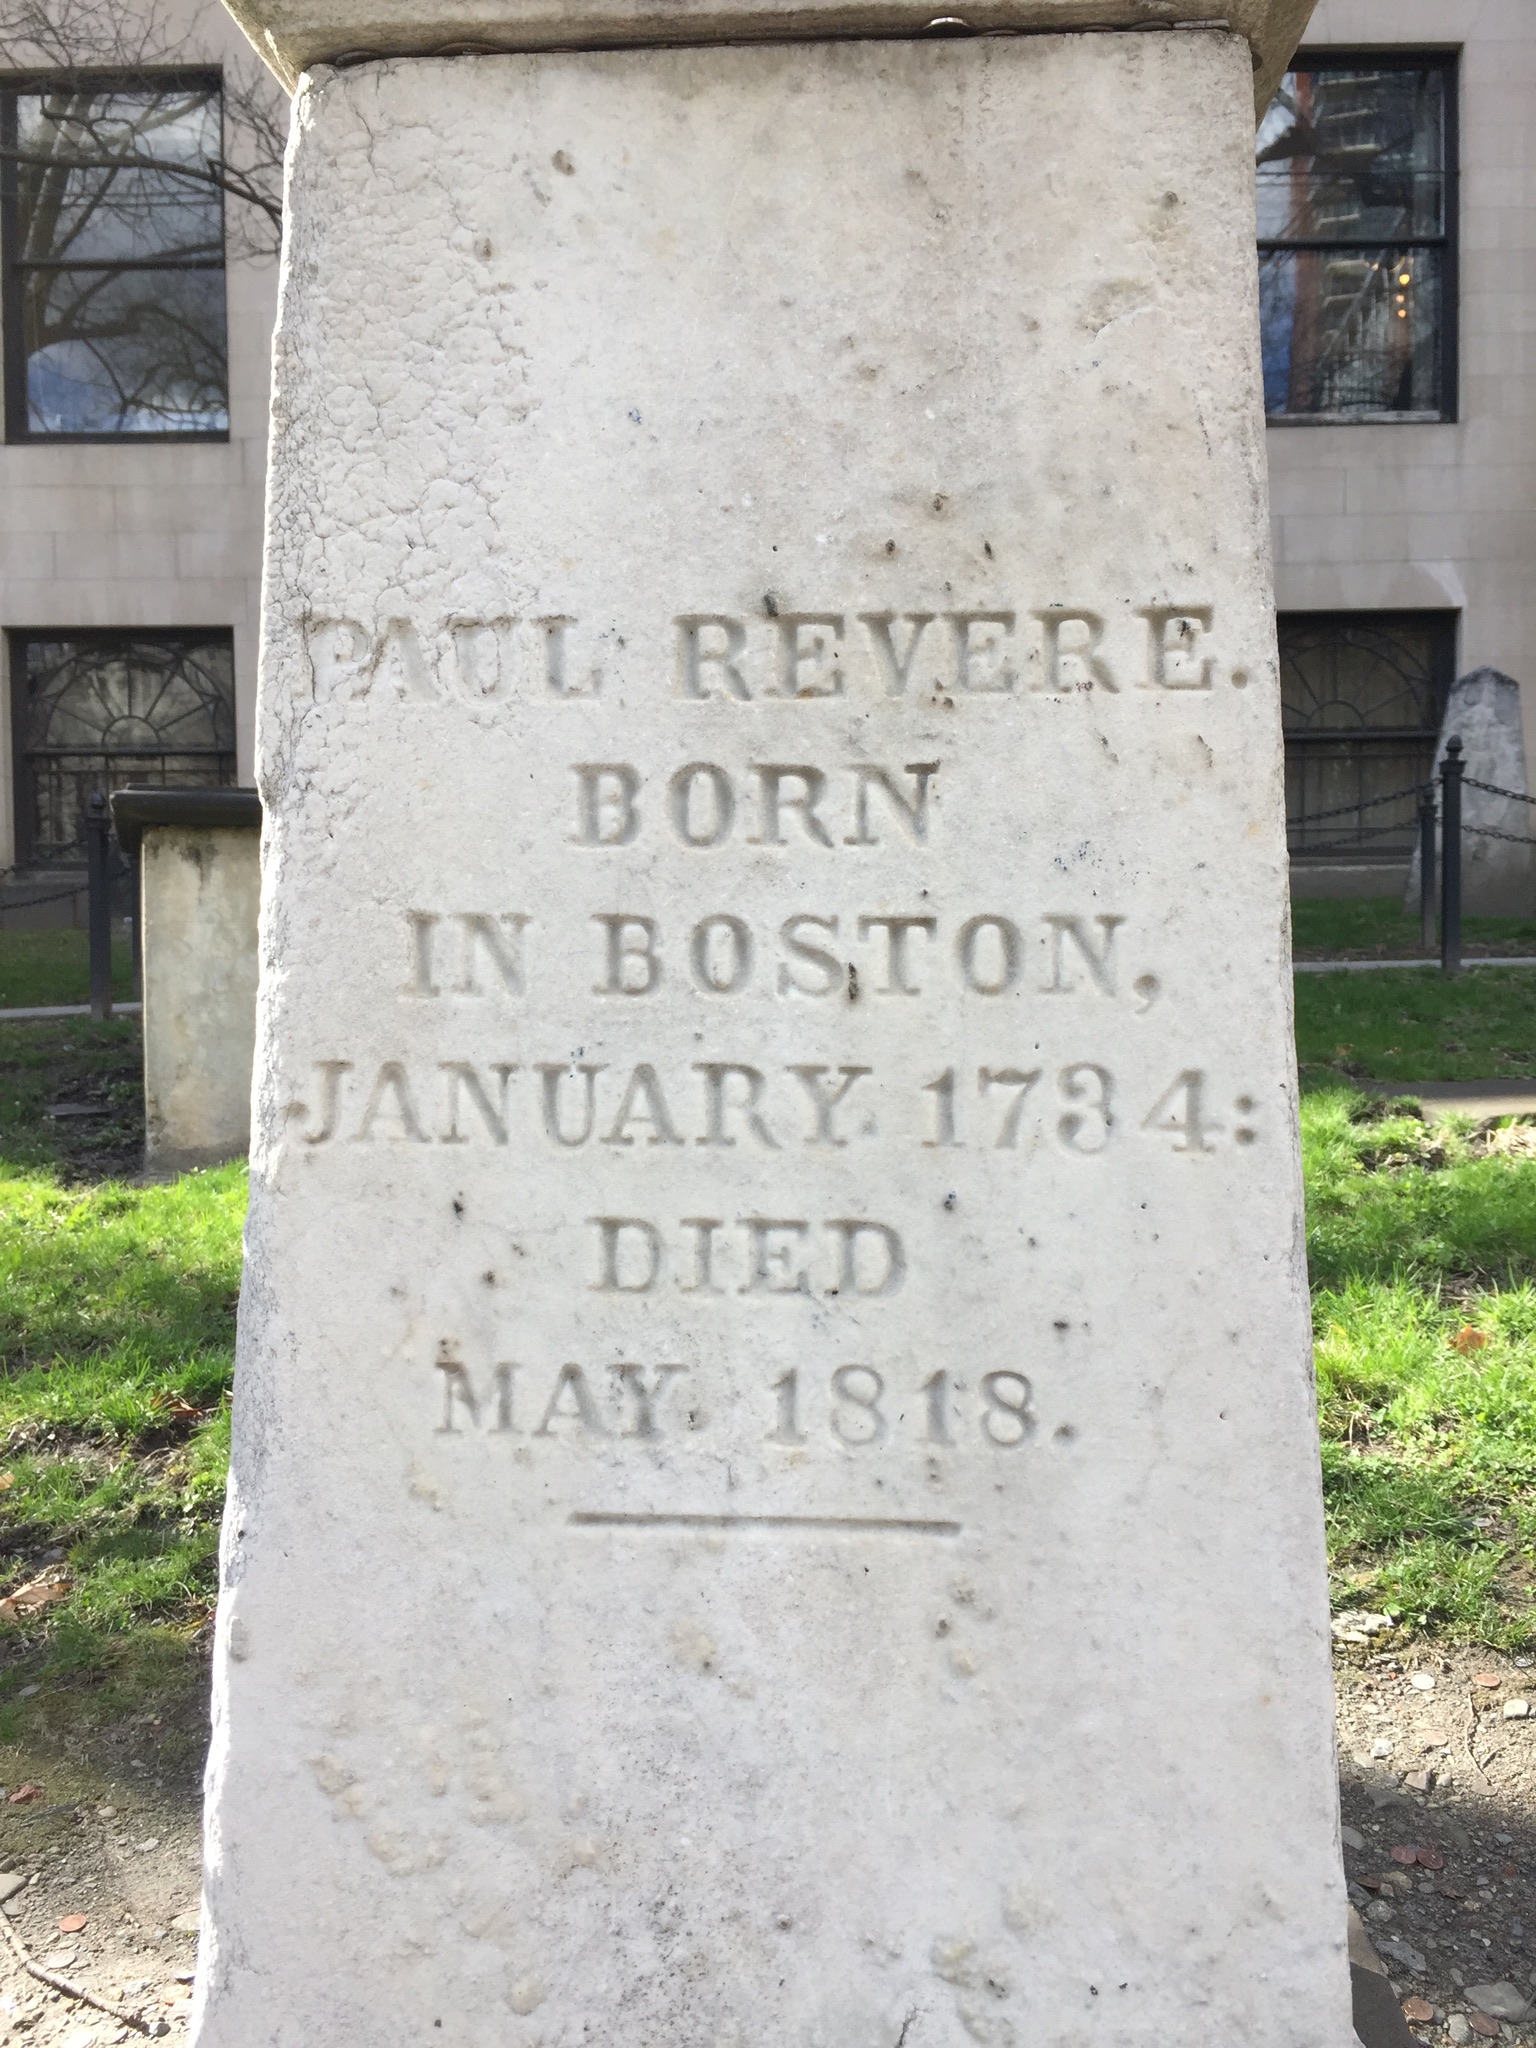 PAUL REVERE.
BORN
IN BOSTON,
JANUARY 1734:
DIED
MAY 1818.